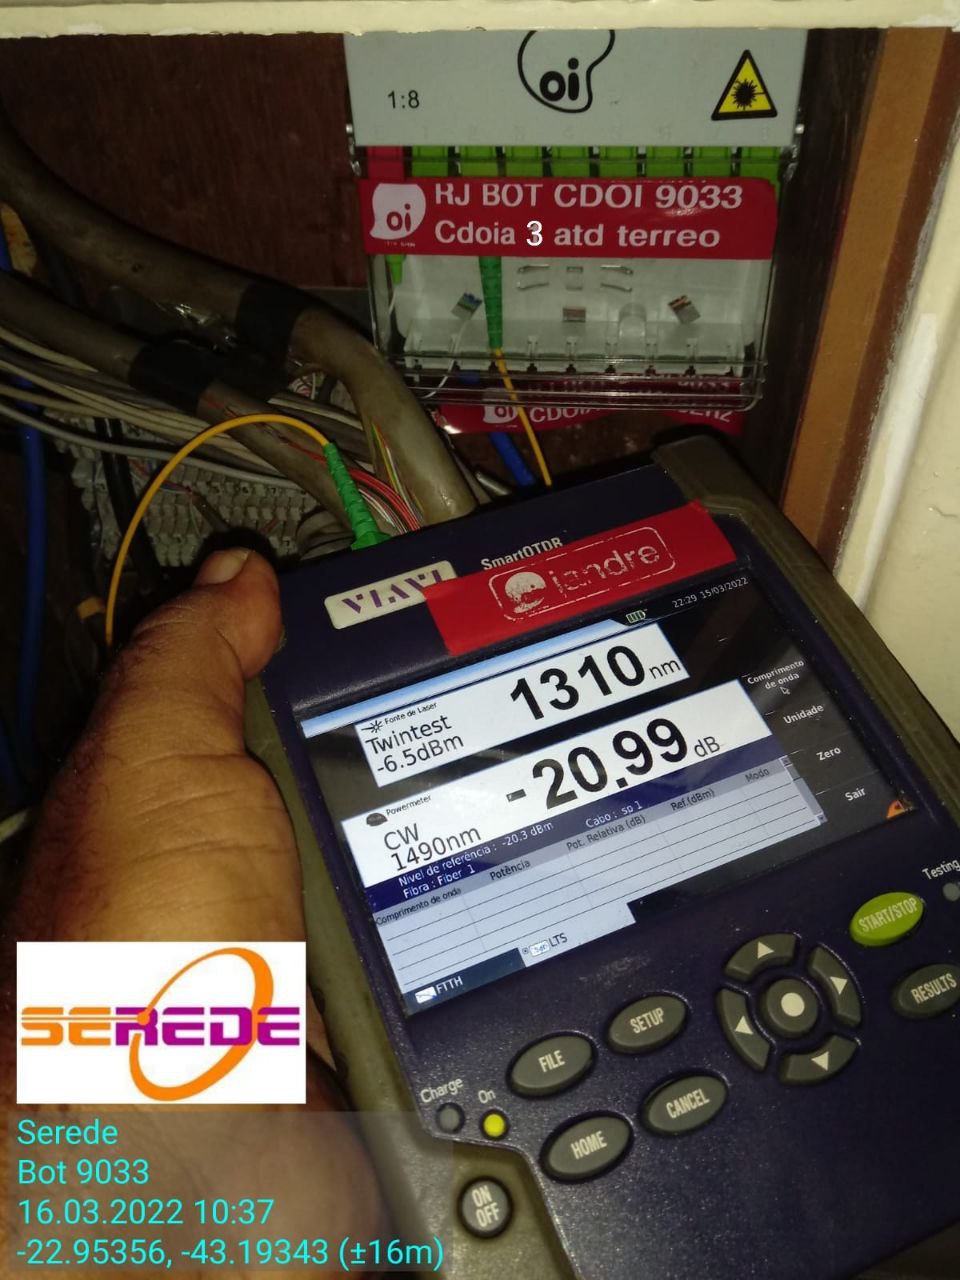 oi
1:8
oi
RJ BOT CDOI 9033
Cdoia 3 atd terreo
oi
CDOIA
SmartOTDR
VIAVI
iandre
22:29 15/03/2022
Fonte de Laser
Twintest
-6.5dBm
1310 nm
Comprimento de onda
Unidade
Zero
Sair
Powermeter
CW
1490nm
-20.99 dB
Nivel de referência : -20.3 dBm
Fibra : Fiber 1
Cabo : sp 1
Comprimento de onda
Potência
Pot. Relativa (dB)
Ref.(dBm)
Modo
LTS
FTTH
Testing
START/STOP
RESULTS
SETUP
FILE
CANCEL
HOME
Charge
On
ON
OFF
SEREDE
Serede
Bot 9033
16.03.2022 10:37
-22.95356, -43.19343 (±16m)